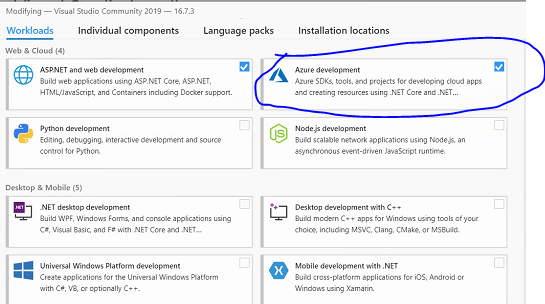 Modifying — Visual Studio Community 2019 — 16.7.3
Workloads Individual components Language packs Installation locations
Web & Cloud (4)
ASP.NET and web development
Build web applications using ASP.NET Core, ASP.NET,
HTML/JavaScript, and Containers including Docker support.
Azure development
Azure SDKs, tools, and projects for developing cloud apps
and creating resources using .NET Core and .NET...
Python development
Editing, debugging, interactive development and source
control for Python.
Node.js development
Build scalable network applications using Node.js, an
asynchronous event-driven JavaScript runtime.
Desktop & Mobile (5)
.NET desktop development
Build WPF, Windows Forms, and console applications using
C#, Visual Basic, and F# with .NET Core and .NET...
Desktop development with C++
Build modern C++ apps for Windows using tools of your
choice, including MSVC, Clang, CMake, or MSBuild.
Universal Windows Platform development
Create applications for the Universal Windows Platform
with C#, VB, or optionally C++.
Mobile development with .NET
Build cross-platform applications for iOS, Android or
Windows using Xamarin.